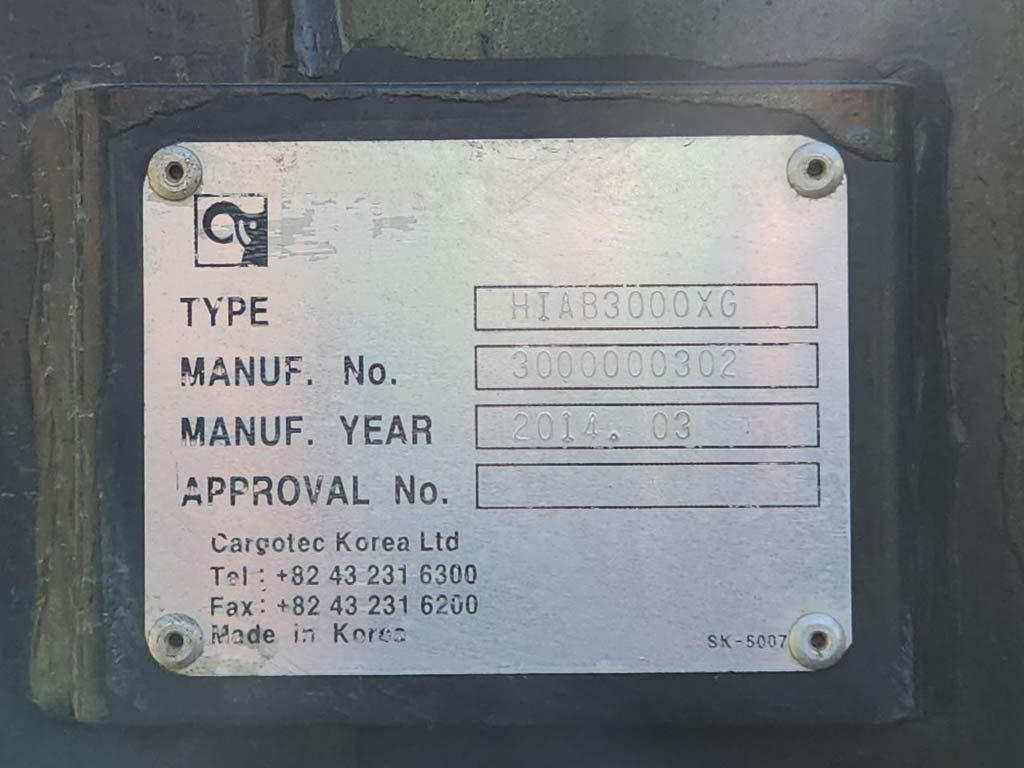 TYPE HIAB3000XG
MANUF. No. 3000000302
MANUF. YEAR 2014. 03
APPROVAL No.
Cargotec Korea Ltd
Tel : +82 43 231 6300
Fax : +82 43 231 6200
Made in Korea
SK-5007